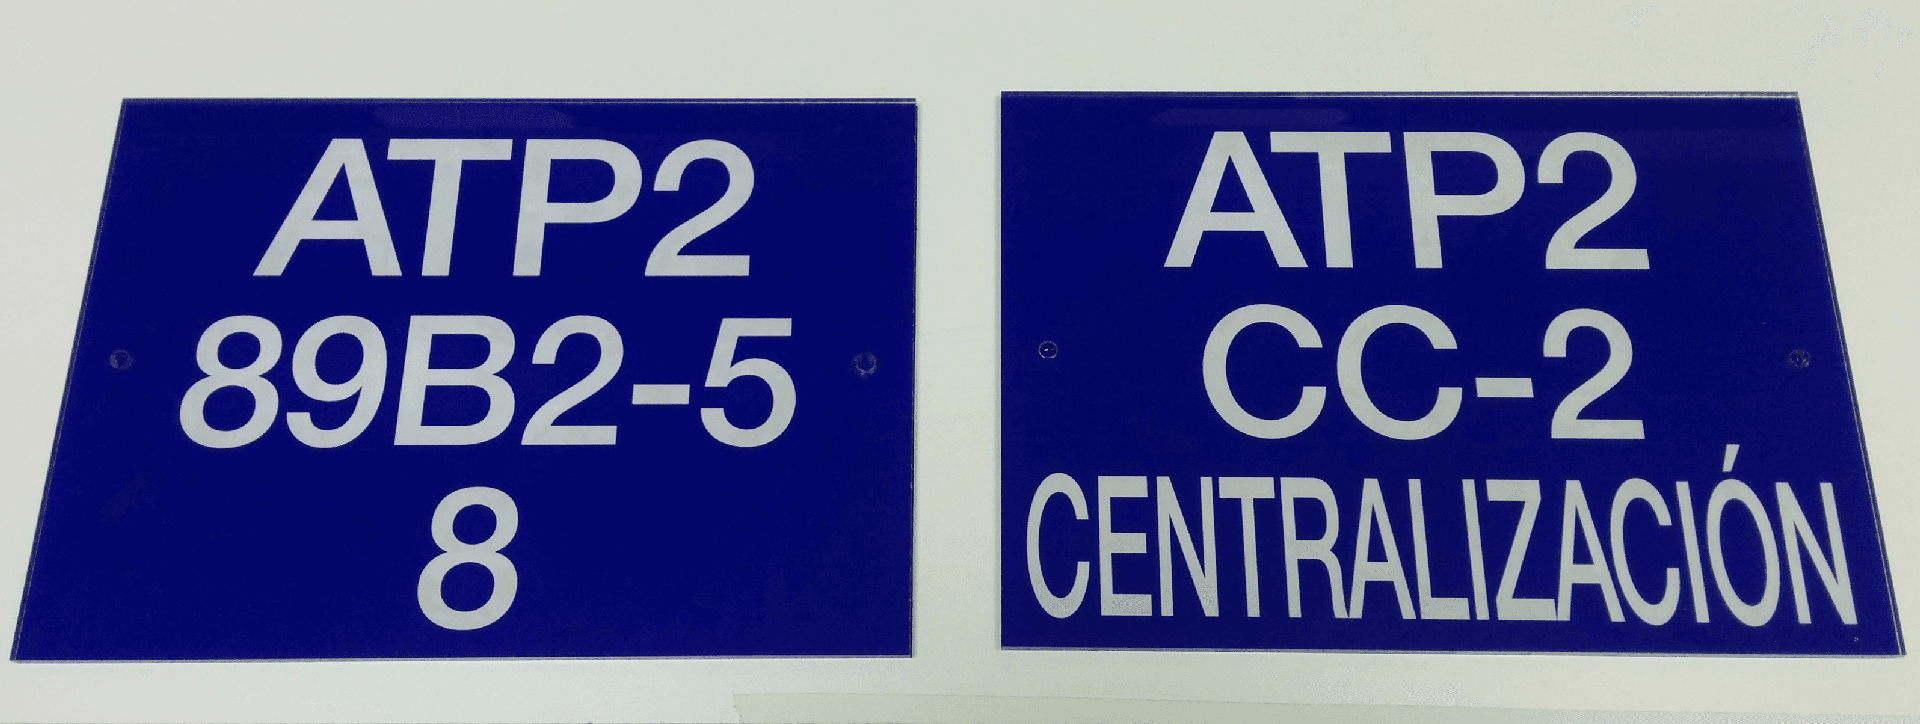 ATP2
89B2-5
8
ATP2
CC-2
CENTRALIZACIÓN